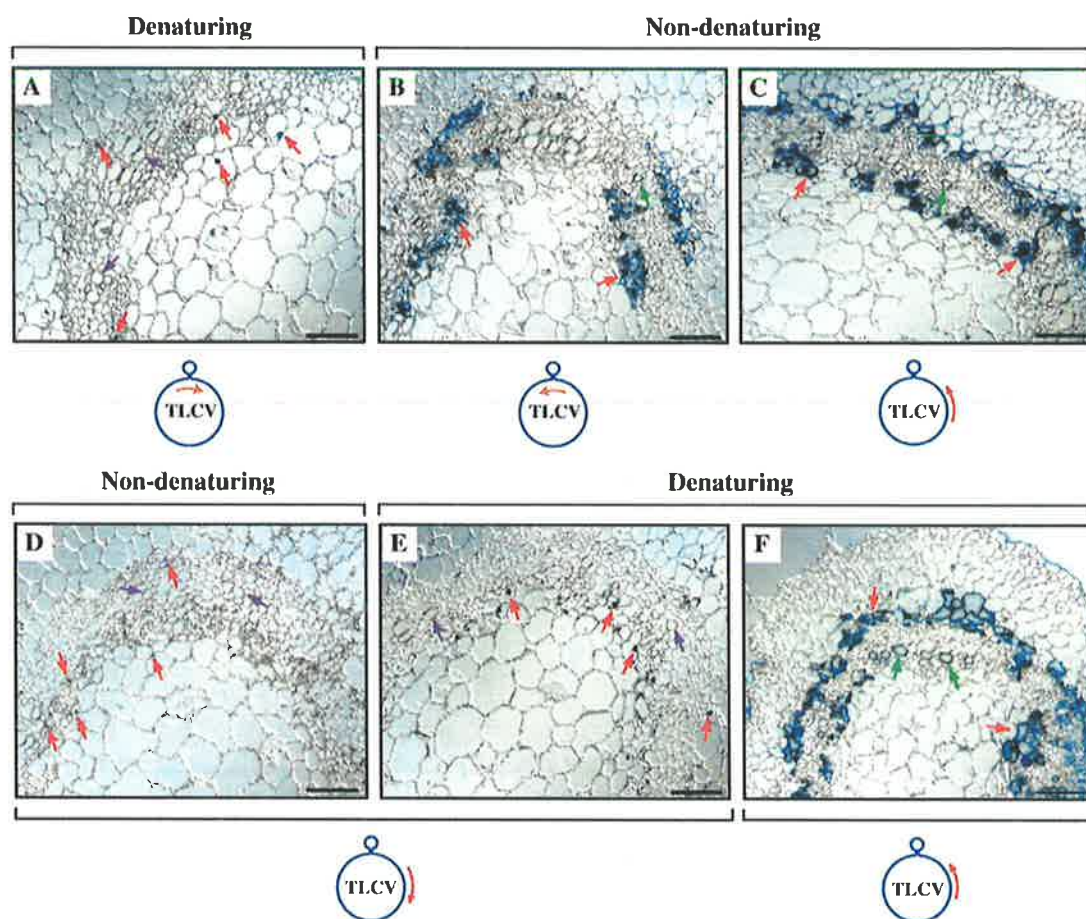 Denaturing
Non-denaturing
A
B
C
TLCV
TLCV
TLCV
Non-denaturing
Denaturing
D
E
F
TLCV
TLCV